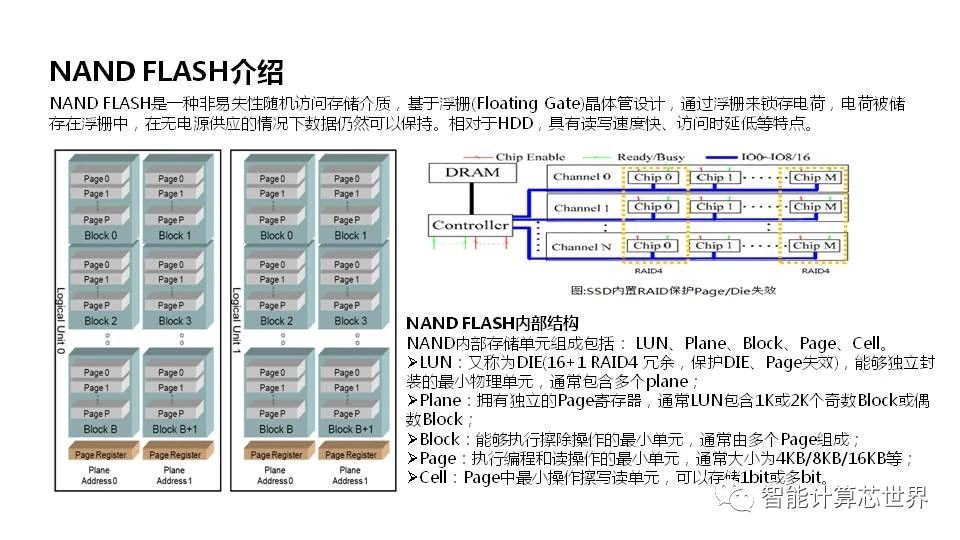 NAND FLASH介绍
NAND FLASH是一种非易失性随机访问存储介质，基于浮栅(Floating Gate)晶体管设计，通过浮栅来锁存电荷，电荷被储
存在浮栅中，在无电源供应的情况下数据仍然可以保持。相对于HDD，具有读写速度快、访问时延低等特点。
Page 0 Page 0 Page 0 Page 0
Page 1 Page 1 Page 1 Page 1
Page P Page P Page P Page P
Block 0 Block 1 Block 0 Block 1
Page 0 Page 0 Page 0 Page 0
Page 1 Page 1 Page 1 Page 1
Page P Page P Page P Page P
Block 2 Block 3 Block 2 Block 3
Logical Unit 0
Logical Unit 1
Page 0 Page 0 Page 0 Page 0
Page 1 Page 1 Page 1 Page 1
Page P Page P Page P Page P
Block B Block B+1 Block B Block B+1
Page Register Page Register Page Register Page Register
Plane Plane Plane Plane
Address 0 Address 1 Address 0 Address 1
Chip Enable Ready/Busy IO0~IO8/16
DRAM
Controller
Channel 0 Chip 0 Chip 1 Chip M
Channel 1 Chip 0 Chip 1 Chip M
Channel N Chip 0 Chip 1 Chip M
RAID4 RAID4
图:SSD内置RAID保护Page/Die失效
NAND FLASH内部结构
NAND内部存储单元组成包括： LUN、Plane、Block、Page、Cell。
➢LUN：又称为DIE(16+1 RAID4 冗余，保护DIE、Page失效)，能够独立封
装的最小物理单元，通常包含多个plane；
➢Plane：拥有独立的Page寄存器，通常LUN包含1K或2K个奇数Block或偶
数Block；
➢Block：能够执行擦除操作的最小单元，通常由多个Page组成；
➢Page：执行编程和读操作的最小单元，通常大小为4KB/8KB/16KB等；
➢Cell：Page中最小操作擦写读单元，可以存储1bit或多bit。
智能计算芯世界